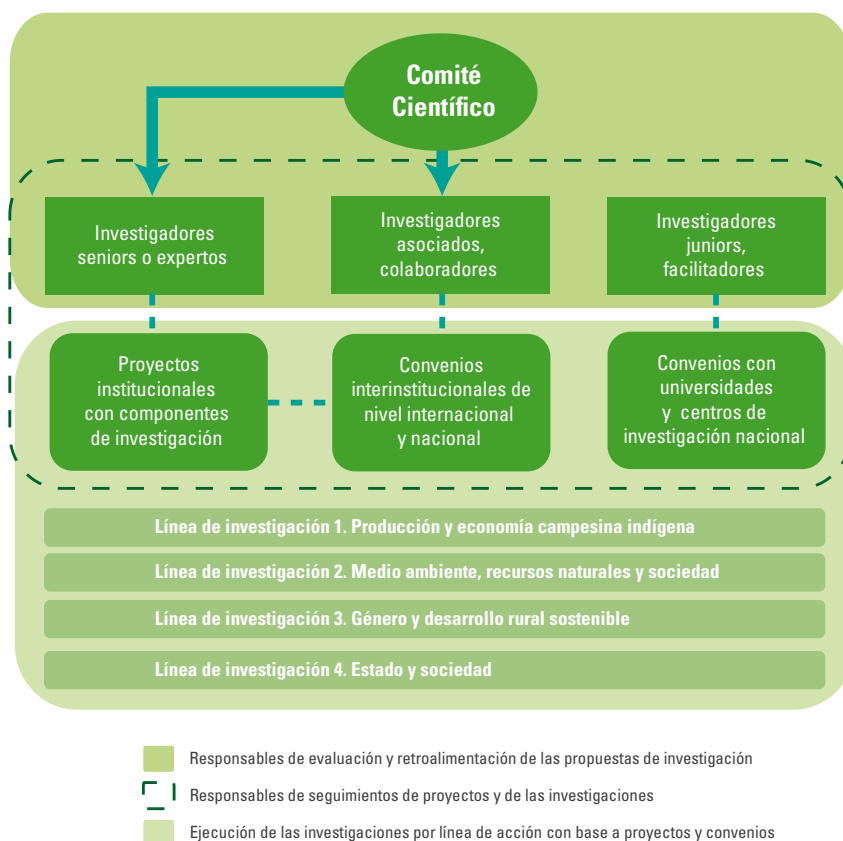 Comité
Científico
Investigadores
seniors o expertos
Investigadores
asociados,
colaboradores
Investigadores
juniors,
facilitadores
Proyectos
institucionales
con componentes
de investigación
Convenios
interinstitucionales de
nivel internacional
y nacional
Convenios con
universidades
y centros de
investigación nacional
Línea de investigación 1. Producción y economía campesina indígena
Línea de investigación 2. Medio ambiente, recursos naturales y sociedad
Línea de investigación 3. Género y desarrollo rural sostenible
Línea de investigación 4. Estado y sociedad
Responsables de evaluación y retroalimentación de las propuestas de investigación
Responsables de seguimientos de proyectos y de las investigaciones
Ejecución de las investigaciones por línea de acción con base a proyectos y convenios